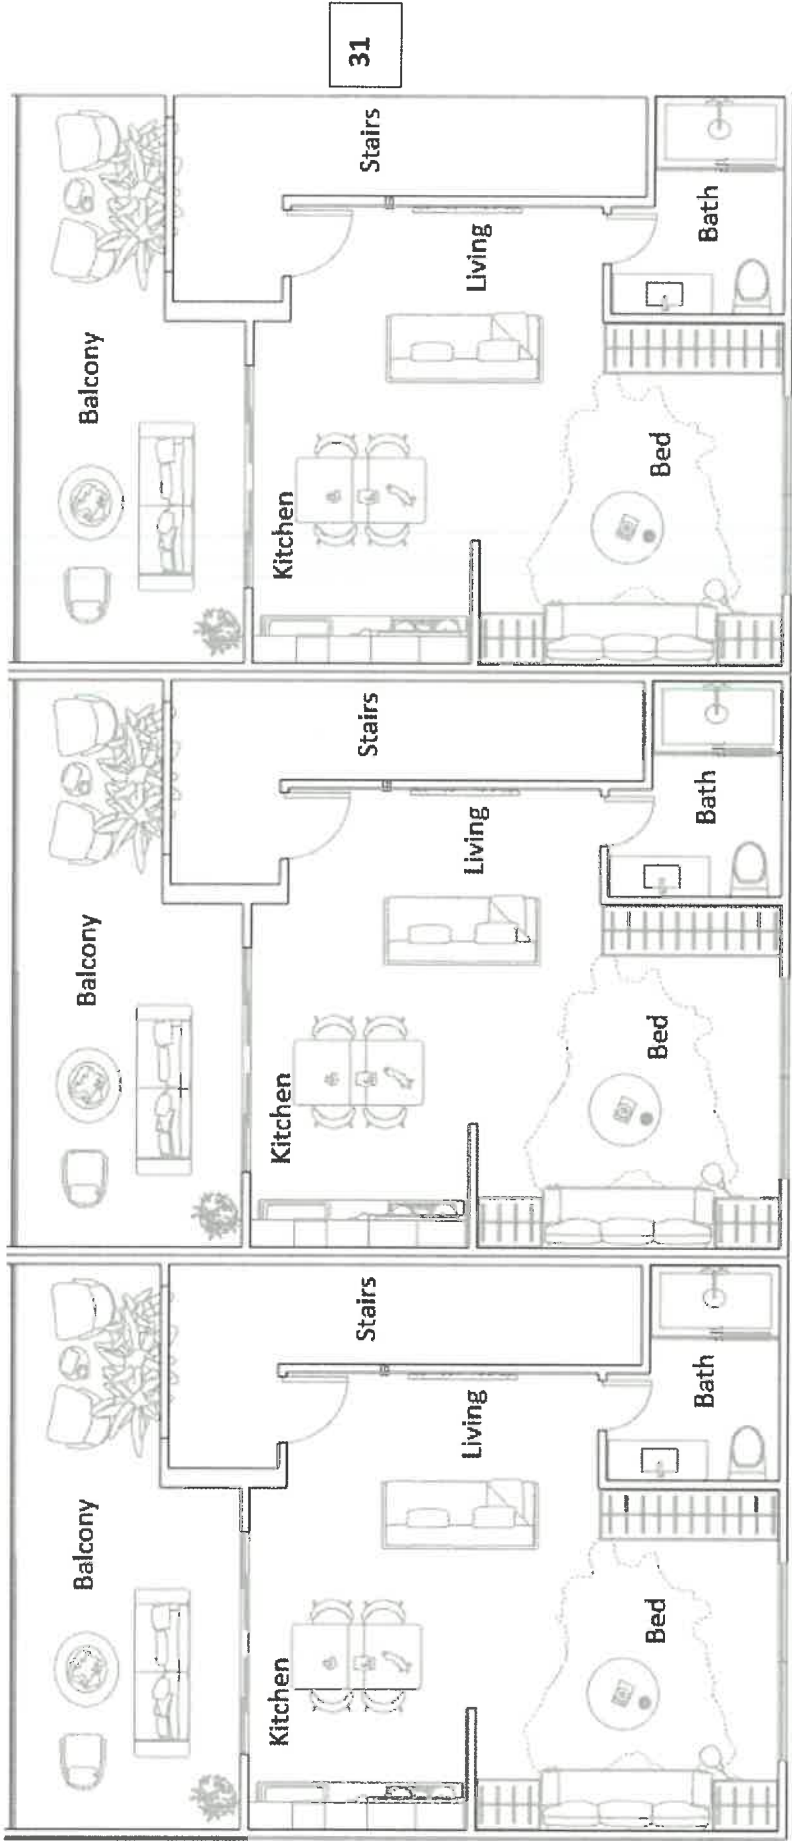 31
Balcony
Stairs
Living
Bath
Kitchen
Bed
Balcony
Stairs
Living
Bath
Kitchen
Bed
Balcony
Stairs
Living
Bath
Kitchen
Bed